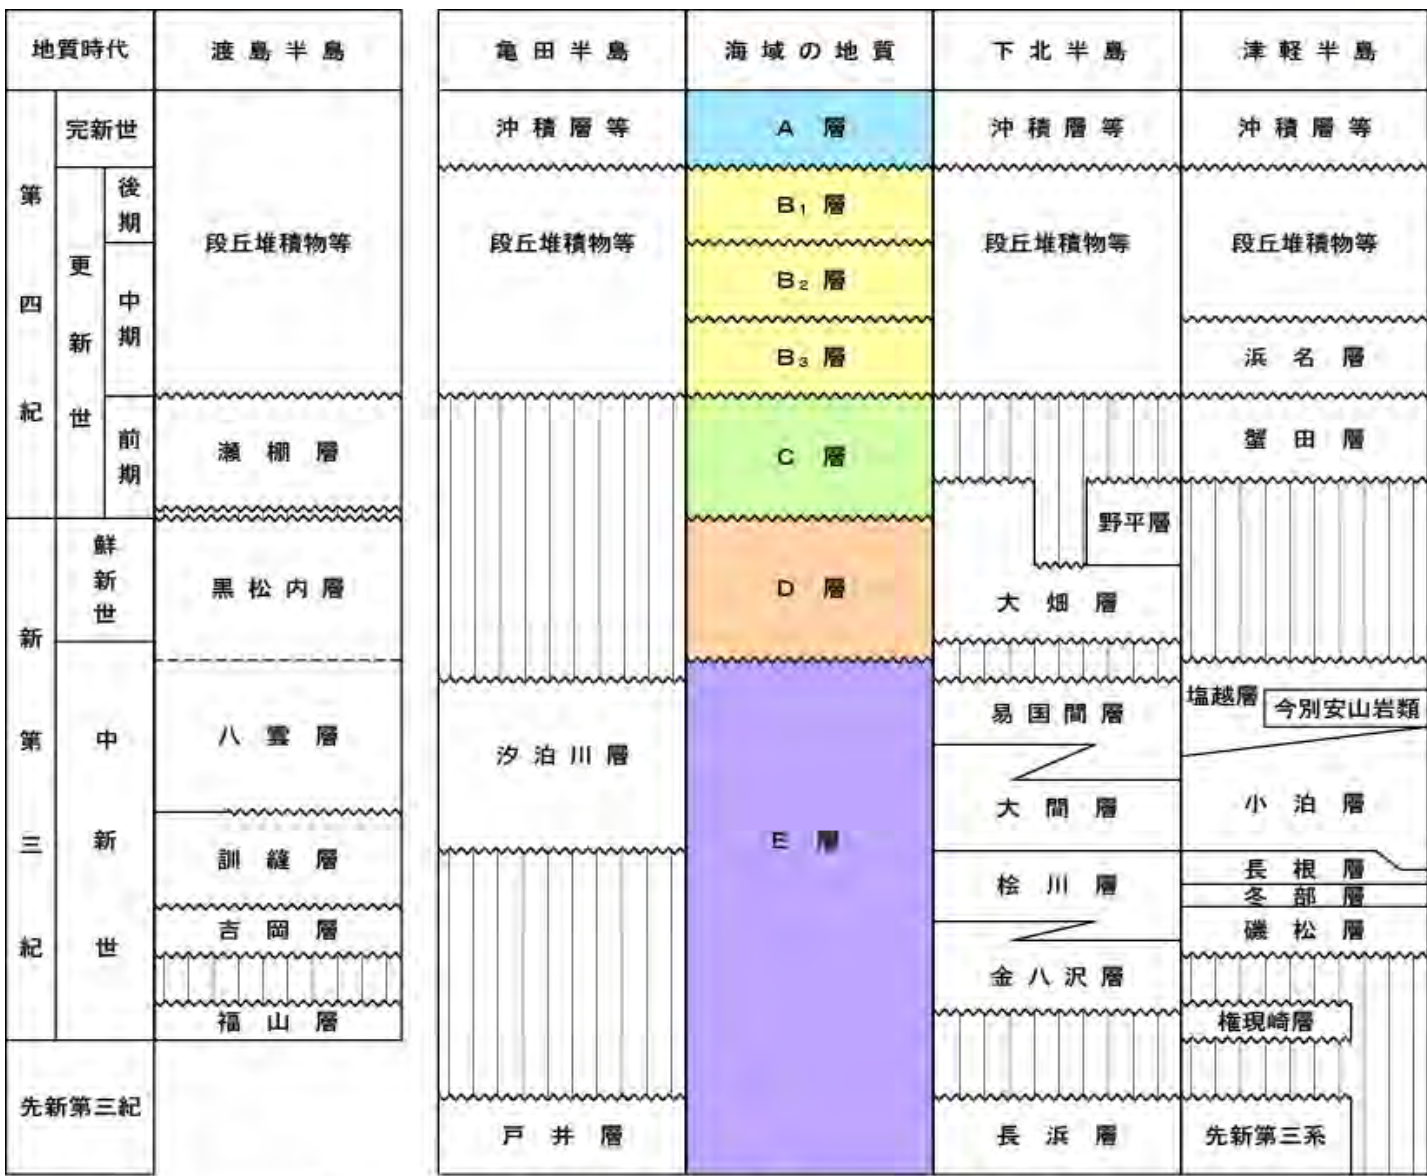 地質時代
渡島半島
亀田半島
海域の地質
下北半島
津軽半島
第四紀
完新世
更新世
後期
中期
前期
新第三紀
鮮新世
中新世
先新第三紀
段丘堆積物等
瀬棚層
黒松内層
八雲層
訓縫層
吉岡層
福山層
沖積層等
段丘堆積物等
汐泊川層
戸井層
A層
B₁層
B₂層
B₃層
C層
D層
E層
沖積層等
段丘堆積物等
野平層
大畑層
易国間層
大間層
桧川層
金八沢層
長浜層
沖積層等
段丘堆積物等
浜名層
蟹田層
塩越層
今別安山岩類
小泊層
長根層
冬部層
磯松層
権現崎層
先新第三系